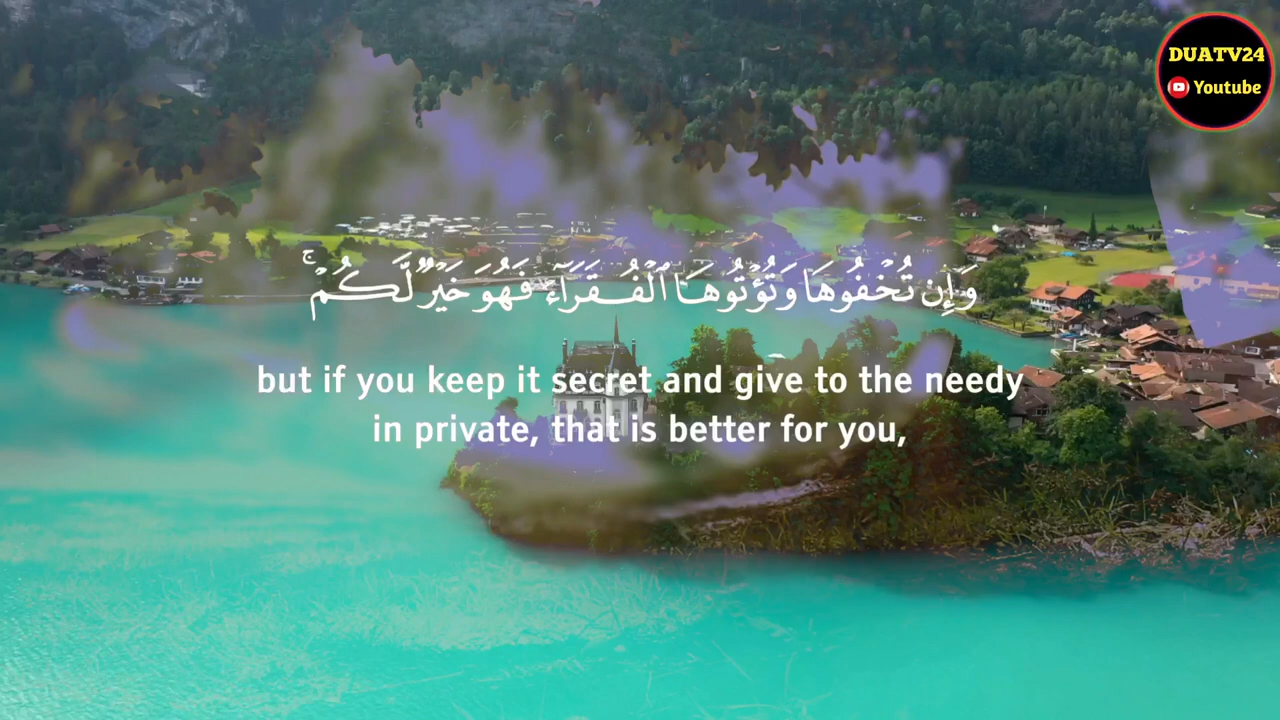 DUATV24
Youtube
وَإِن تُخْفُوهَا وَتُؤْتُوهَا ٱلْفُقَرَآءَ فَهُوَ خَيْرٌ لَّكُمْ ۚ
but if you keep it secret and give to the needy
in private, that is better for you,